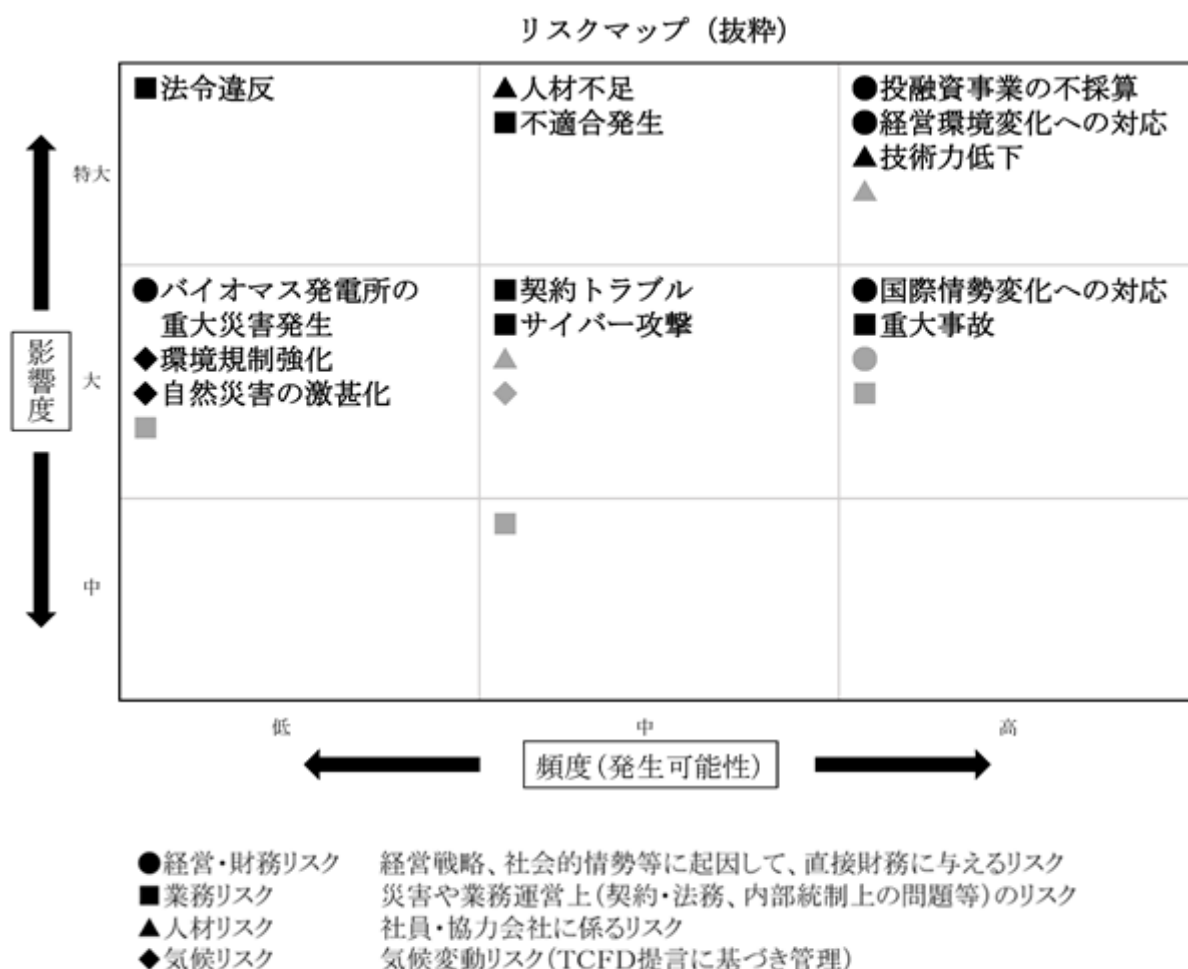 リスクマップ（抜粋）
■法令違反
▲人材不足
■不適合発生
●投融資事業の不採算
●経営環境変化への対応
▲技術力低下
▲
特大
●バイオマス発電所の
重大災害発生
◆環境規制強化
◆自然災害の激甚化
■
■契約トラブル
■サイバー攻撃
▲
◆
●国際情勢変化への対応
■重大事故
●
■
影響度
大
■
中
低
中
高
頻度（発生可能性）
●経営・財務リスク 経営戦略、社会的情勢等に起因して、直接財務に与えるリスク
■業務リスク 災害や業務運営上（契約・法務、内部統制上の問題等）のリスク
▲人材リスク 社員・協力会社に係るリスク
◆気候リスク 気候変動リスク（TCFD提言に基づき管理）